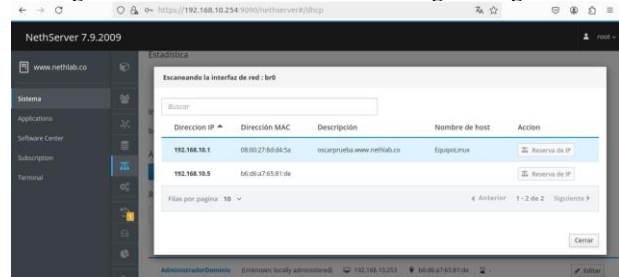 https://192.168.10.254:9090/nethserver#/dhcp
NethServer 7.9.2009
root
www.nethlab.co
Estadística
Sistema
Applications
Software Center
Subscription
Terminal
Escaneando la interfaz de red : br0
Buscar
Direccion IP Dirección MAC Descripción Nombre de host Accion
192.168.10.1 08:00:27:8d:d4:5a oscarprueba.www.nethlab.co EquipoLinux Reserva de IP
192.168.10.5 b6:d6:a7:65:81:de Reserva de IP
Filas por pagina 10 Anterior 1 - 2 de 2 Siguiente
Cerrar
AdministradorDominio (Unknown: locally administered) 192.168.10.253 b6:d6:a7:65:81:de - Editar